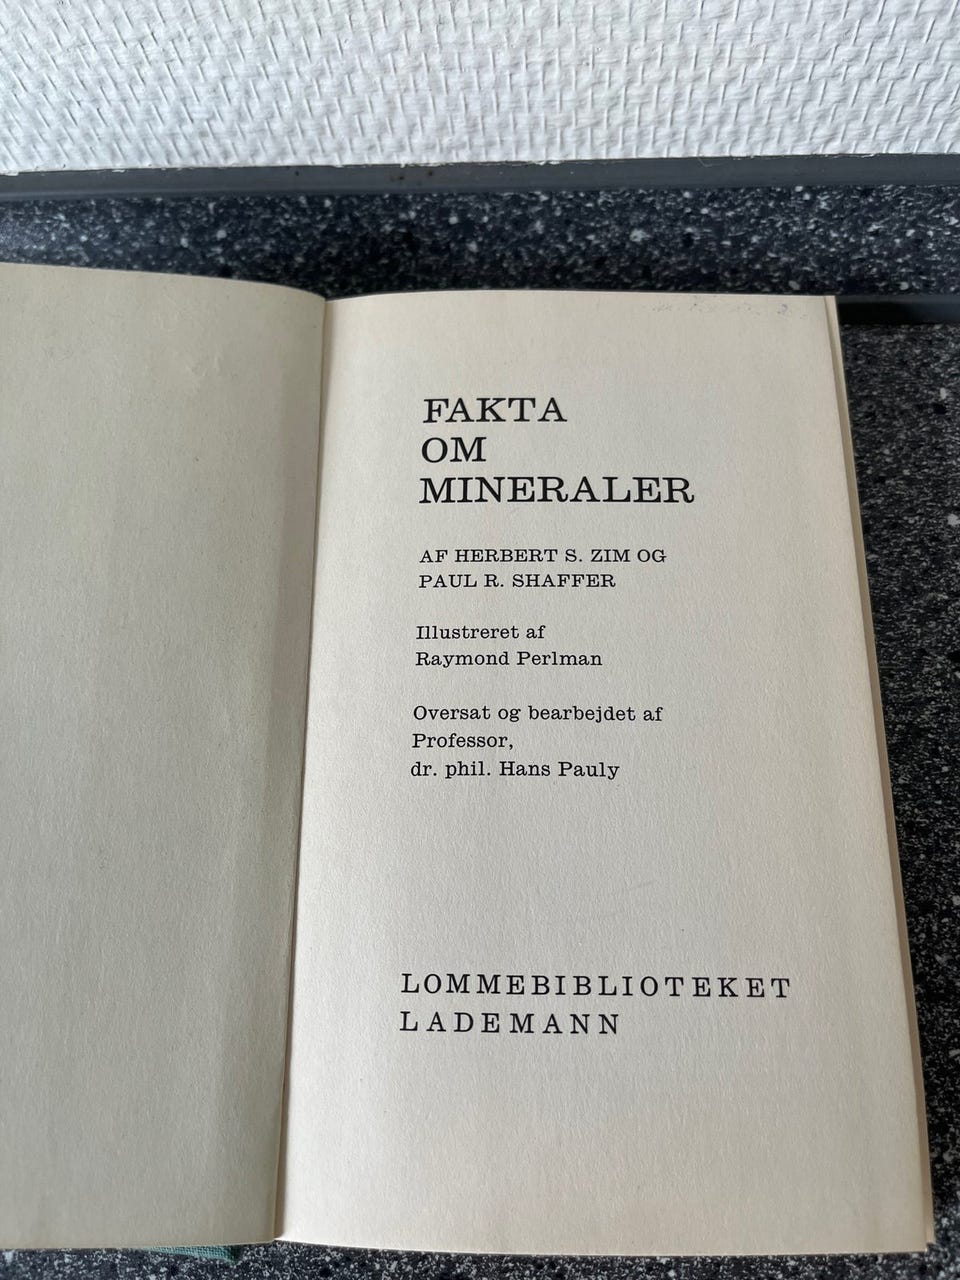 FAKTA
OM
MINERALER
AF HERBERT S. ZIM OG
PAUL R. SHAFFER
Illustreret af
Raymond Perlman
Oversat og bearbejdet af
Professor,
dr. phil. Hans Pauly
LOMMEBIBLIOTEKET
LADEMANN